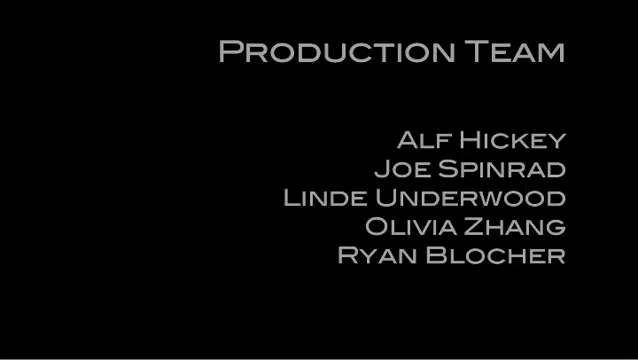 Production Team
Alf Hickey
Joe Spinrad
Linde Underwood
Olivia Zhang
Ryan Blocher